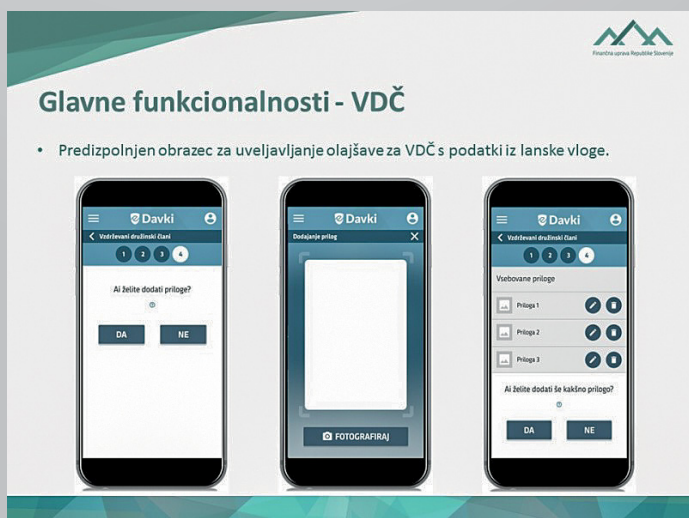 Finančna uprava Republike Slovenije
Glavne funkcionalnosti - VDČ
• Predizpolnjen obrazec za uveljavljanje olajšave za VDČ s podatki iz lanske vloge.
Davki
Vzdrževani družinski člani
1 2 3 4
Ai želite dodati priloge?
DA NE
Davki
Dodajanje prilog
FOTOGRAFIRAJ
Davki
Vzdrževani družinski člani
1 2 3 4
Vsebovane priloge
Priloga 1
Priloga 2
Priloga 3
Ai želite dodati še kakšno prilogo?
DA NE